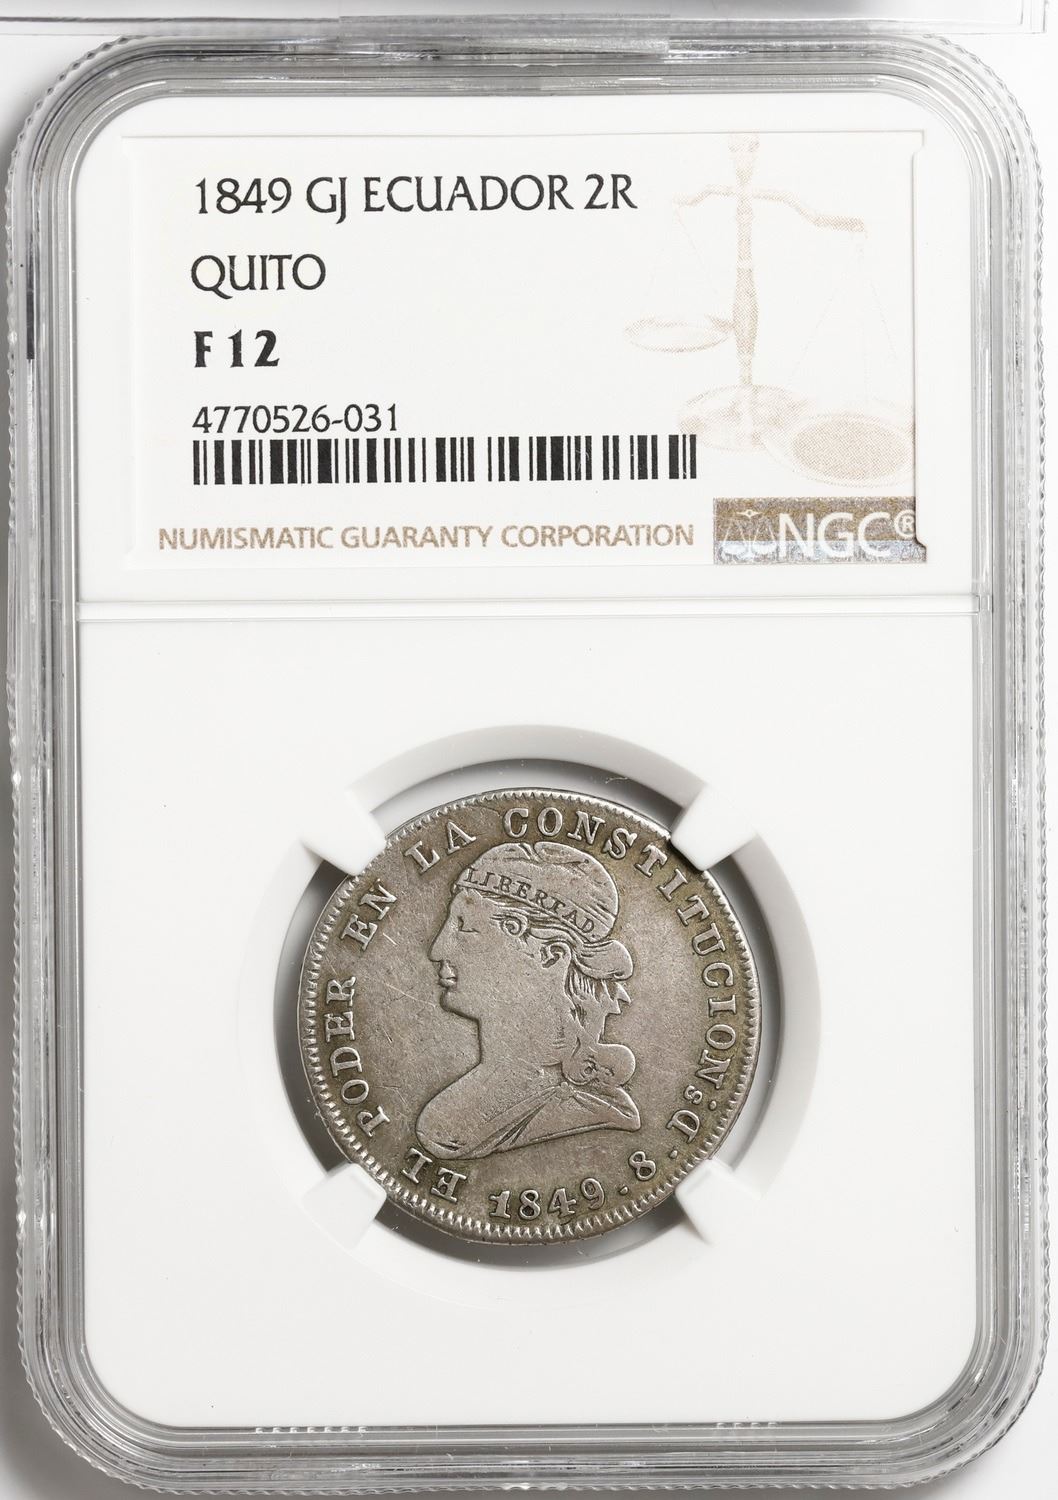 1849 GJ ECUADOR 2R
QUITO
F 12
4770526-031
NUMISMATIC GUARANTY CORPORATION
NGC®
EL PODER EN LA CONSTITUCION. Ds. 8. 1849.
LIBERTAD.